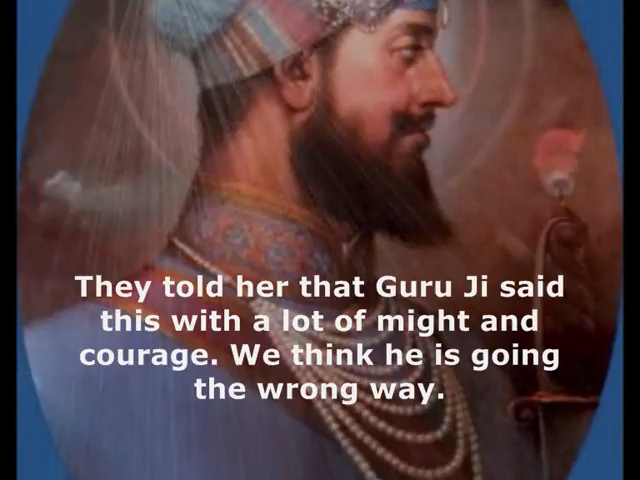 They told her that Guru Ji said
this with a lot of might and
courage. We think he is going
the wrong way.